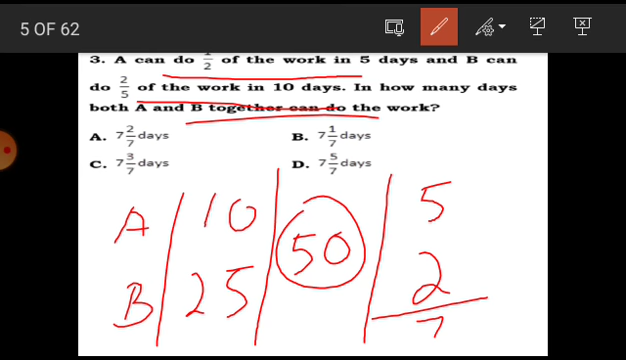 5 OF 62
3. A can do 1/2 of the work in 5 days and B can
do 2/5 of the work in 10 days. In how many days
both A and B together can do the work?
A. 7 2/7 days B. 7 1/7 days
C. 7 3/7 days D. 7 5/7 days
A 10 50 5
B 25 2
7